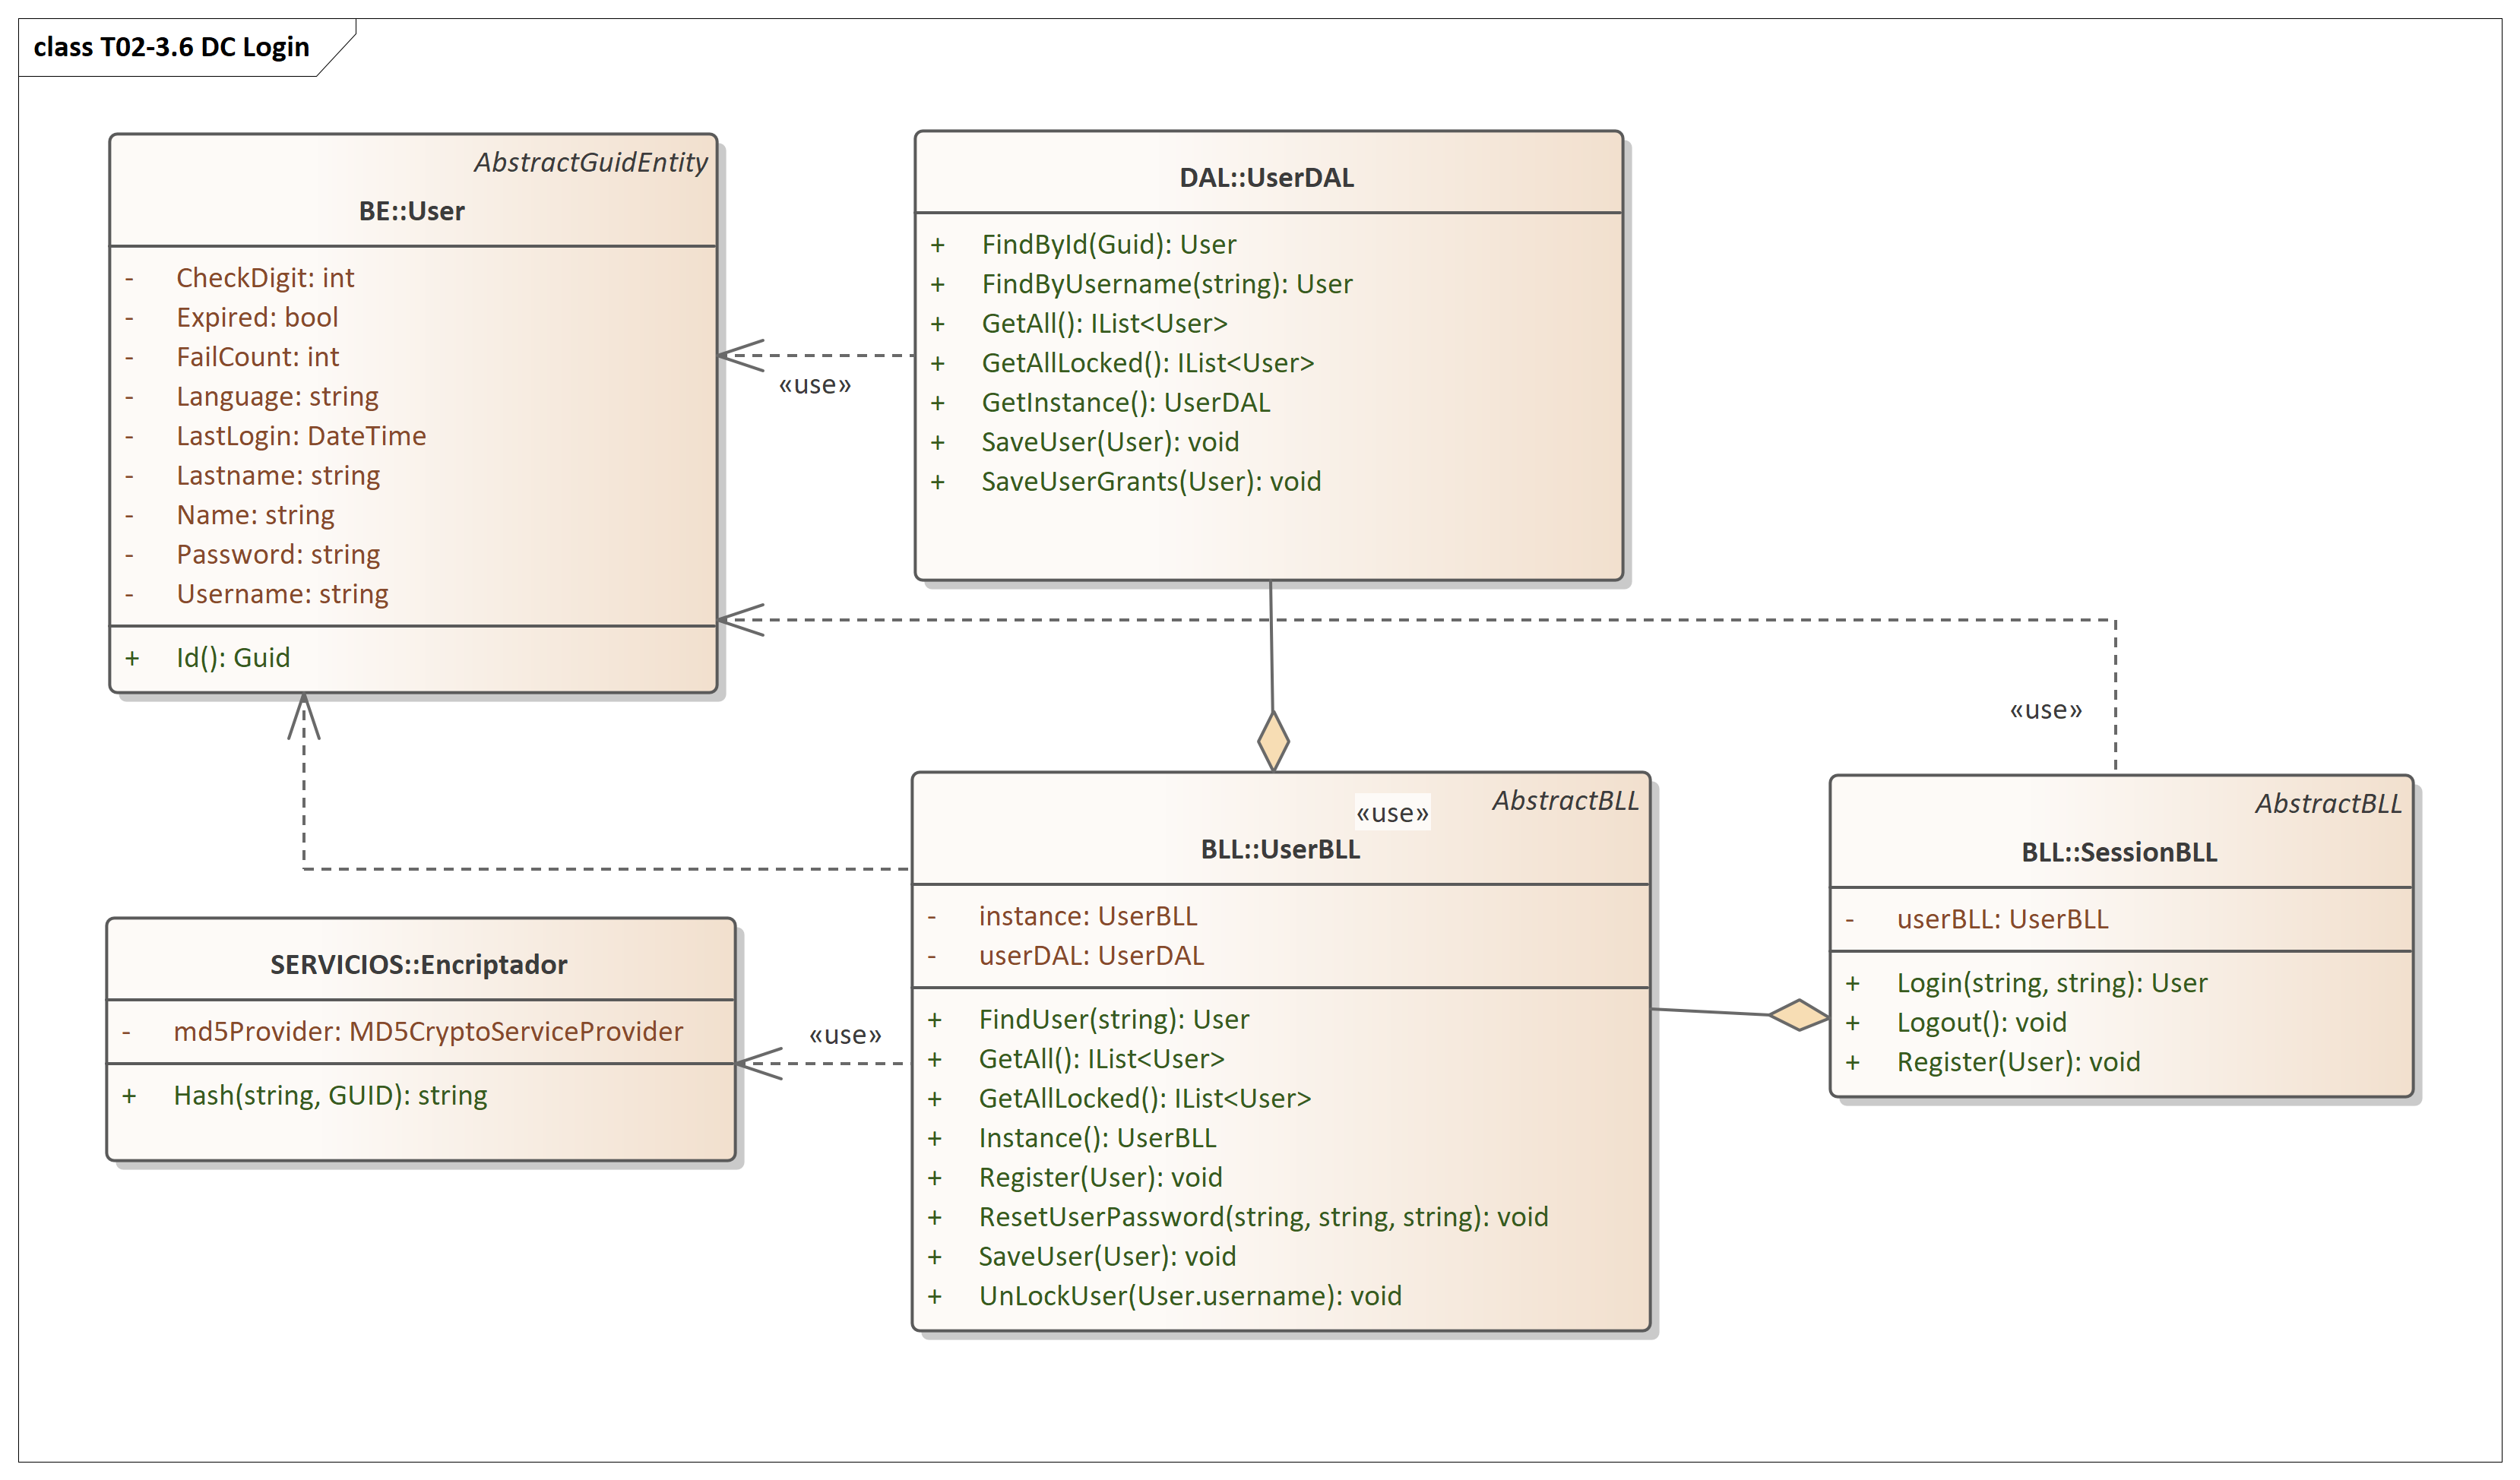 class T02-3.6 DC Login
AbstractGuidEntity
BE::User
- CheckDigit: int
- Expired: bool
- FailCount: int
- Language: string
- LastLogin: DateTime
- Lastname: string
- Name: string
- Password: string
- Username: string
+ Id(): Guid
«use»
DAL::UserDAL
+ FindById(Guid): User
+ FindByUsername(string): User
+ GetAll(): IList<User>
+ GetAllLocked(): IList<User>
+ GetInstance(): UserDAL
+ SaveUser(User): void
+ SaveUserGrants(User): void
«use»
SERVICIOS::Encriptador
- md5Provider: MD5CryptoServiceProvider
+ Hash(string, GUID): string
«use»
«use»
AbstractBLL
BLL::UserBLL
- instance: UserBLL
- userDAL: UserDAL
+ FindUser(string): User
+ GetAll(): IList<User>
+ GetAllLocked(): IList<User>
+ Instance(): UserBLL
+ Register(User): void
+ ResetUserPassword(string, string, string): void
+ SaveUser(User): void
+ UnLockUser(User.username): void
AbstractBLL
BLL::SessionBLL
- userBLL: UserBLL
+ Login(string, string): User
+ Logout(): void
+ Register(User): void